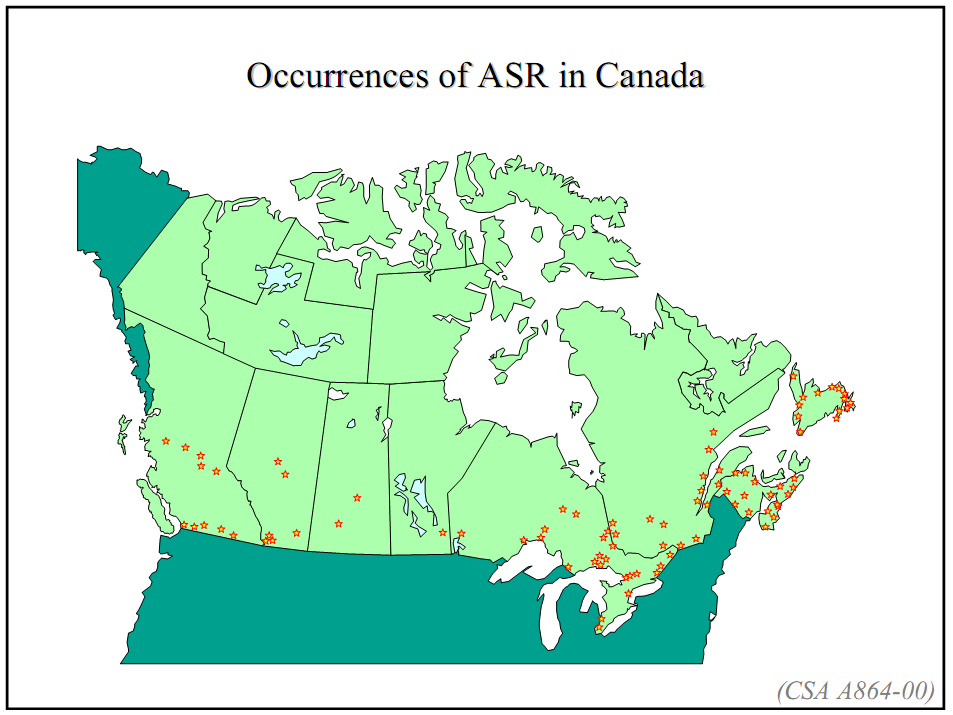 Occurrences of ASR in Canada
(CSA A864-00)